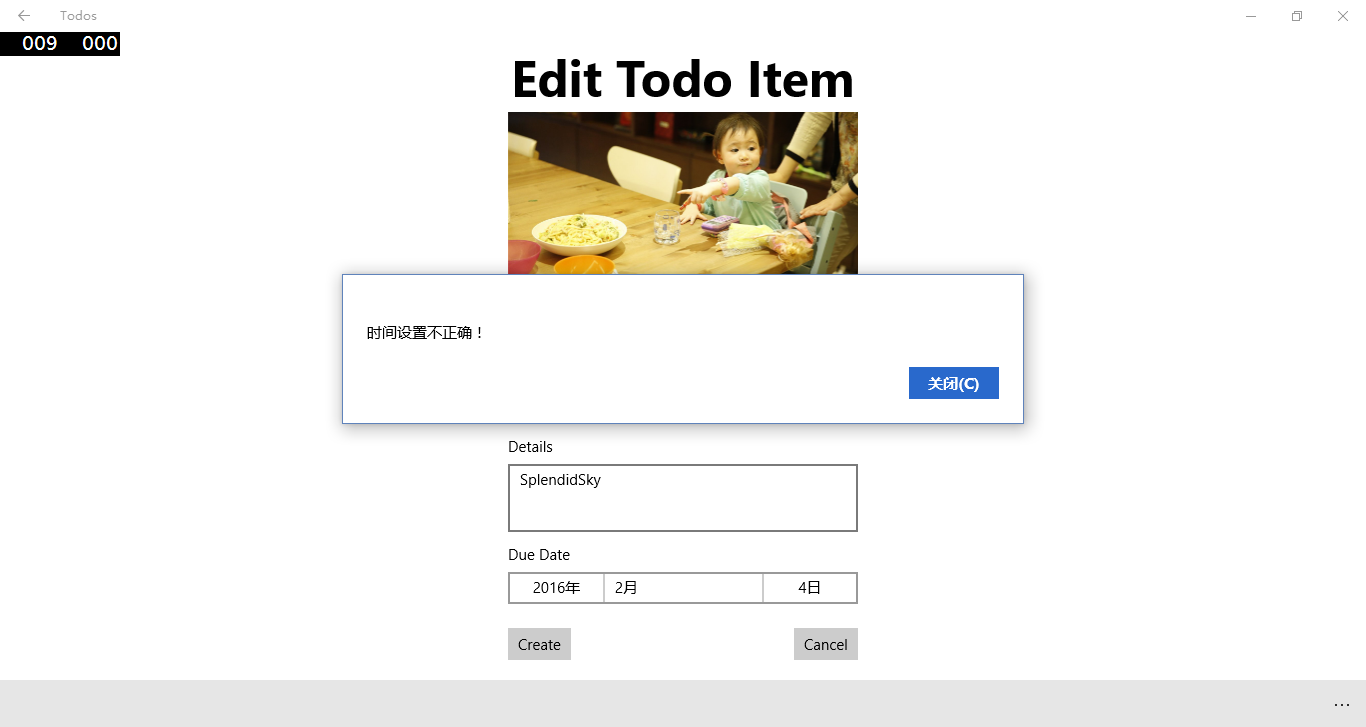 Todos
009 000
Edit Todo Item
时间设置不正确！
关闭(C)
Details
SplendidSky
Due Date
2016年 2月 4日
Create Cancel